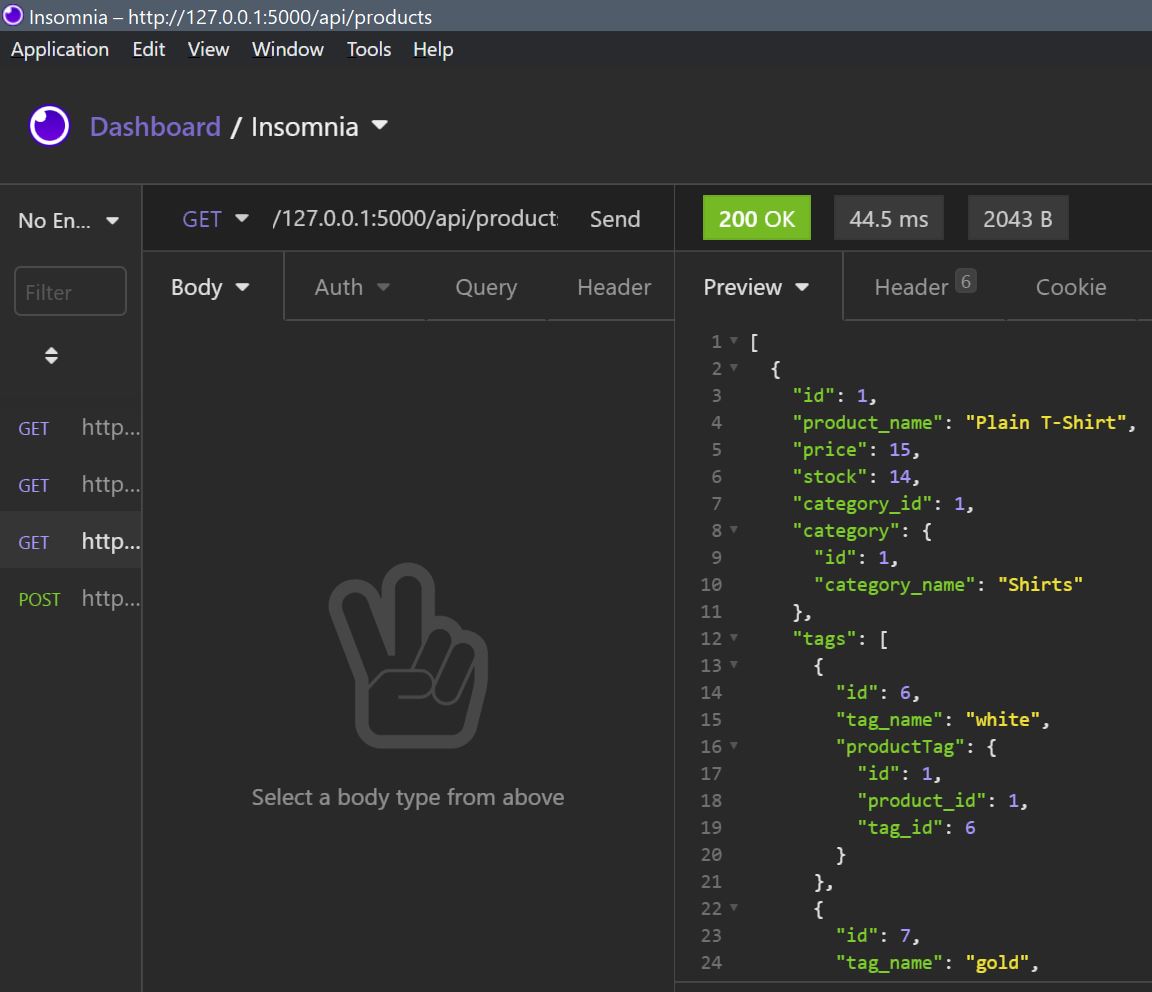 Insomnia – http://127.0.0.1:5000/api/products
Application Edit View Window Tools Help
Dashboard / Insomnia
No En...
GET /127.0.0.1:5000/api/product: Send
200 OK 44.5 ms 2043 B
Filter
Body Auth Query Header
Preview Header 6 Cookie
GET http...
GET http...
GET http...
POST http...
Select a body type from above
1 [
2 {
3 "id": 1,
4 "product_name": "Plain T-Shirt",
5 "price": 15,
6 "stock": 14,
7 "category_id": 1,
8 "category": {
9 "id": 1,
10 "category_name": "Shirts"
11 },
12 "tags": [
13 {
14 "id": 6,
15 "tag_name": "white",
16 "productTag": {
17 "id": 1,
18 "product_id": 1,
19 "tag_id": 6
20 }
21 },
22 {
23 "id": 7,
24 "tag_name": "gold",